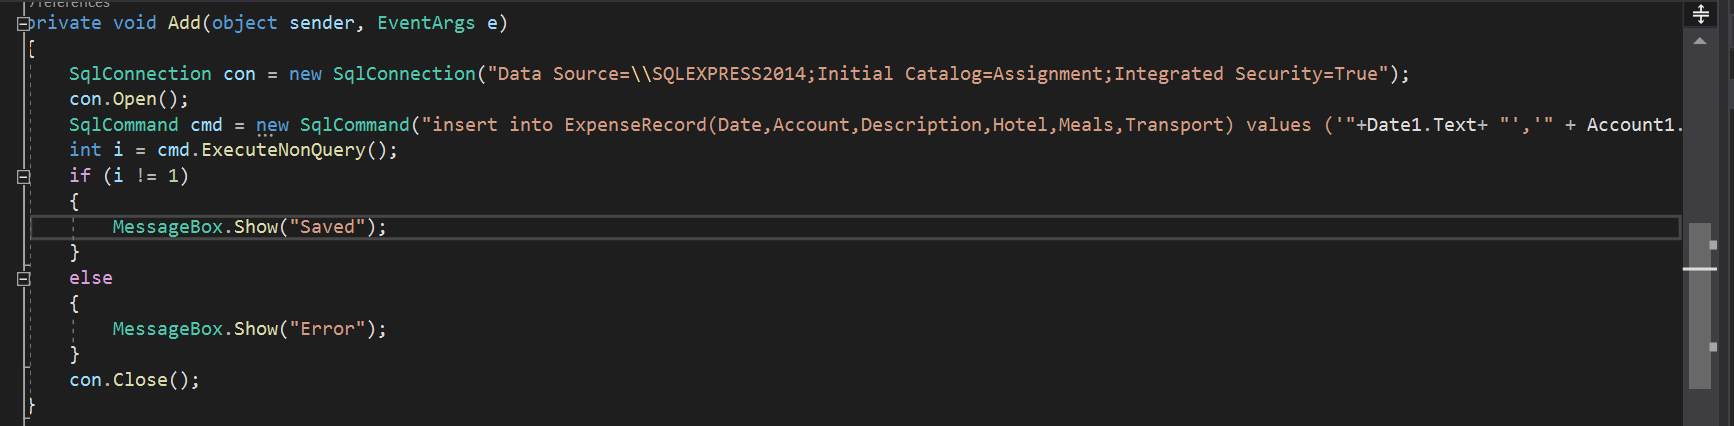 references
private void Add(object sender, EventArgs e)
{
SqlConnection con = new SqlConnection("Data Source=\\SQLEXPRESS2014;Initial Catalog=Assignment;Integrated Security=True");
con.Open();
SqlCommand cmd = new SqlCommand("insert into ExpenseRecord(Date,Account,Description,Hotel,Meals,Transport) values ('"+Date1.Text+ "','" + Account1.
int i = cmd.ExecuteNonQuery();
if (i != 1)
{
MessageBox.Show("Saved");
}
else
{
MessageBox.Show("Error");
}
con.Close();
}